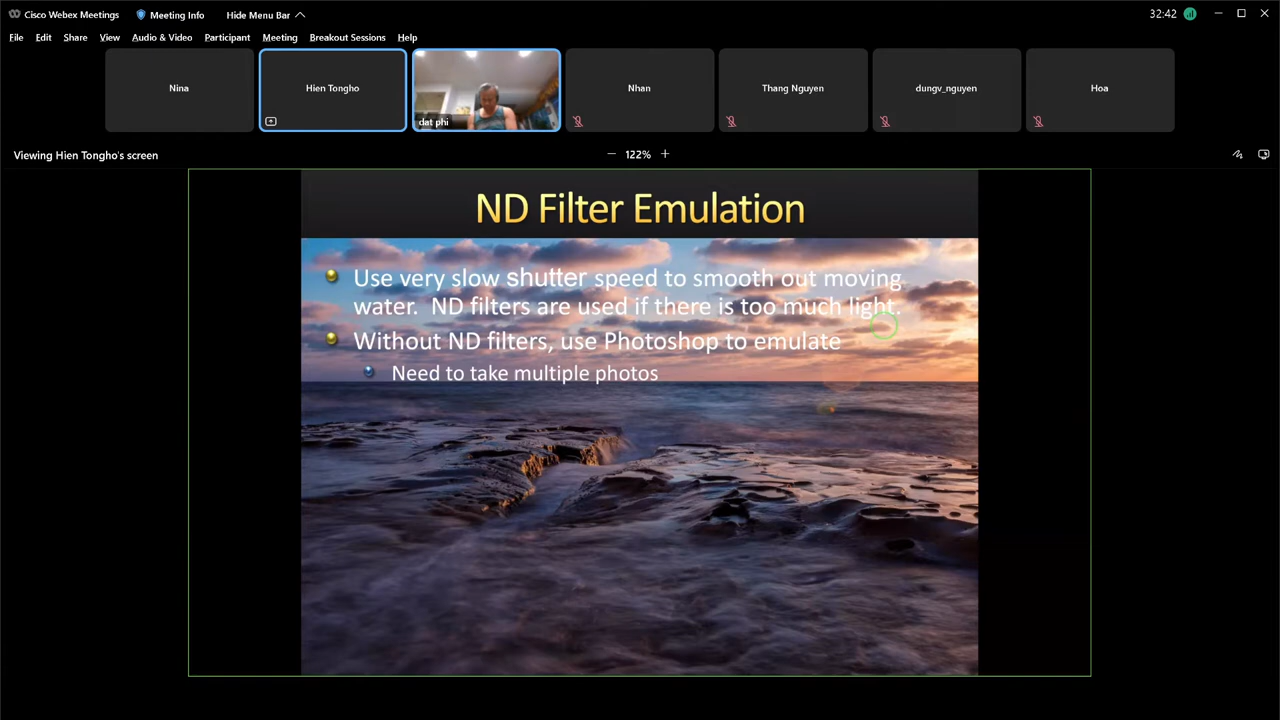 Cisco Webex Meetings
Meeting Info
Hide Menu Bar
32:42
File Edit Share View Audio & Video Participant Meeting Breakout Sessions Help
Nina
Hien Tongho
dat phi
Nhan
Thang Nguyen
dungv_nguyen
Hoa
Viewing Hien Tongho's screen
122%
ND Filter Emulation
Use very slow shutter speed to smooth out moving
water. ND filters are used if there is too much light.
Without ND filters, use Photoshop to emulate
Need to take multiple photos